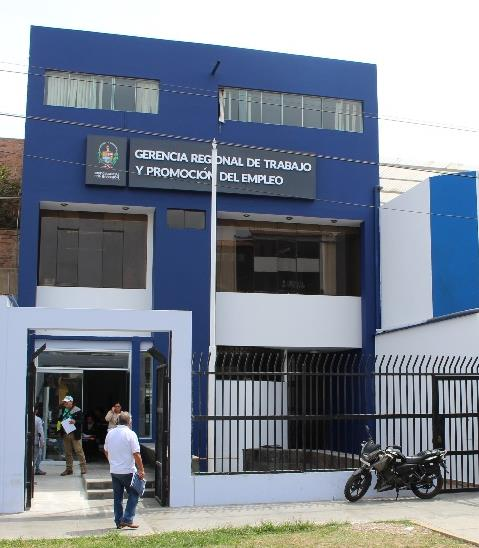 GERENCIA REGIONAL DE TRABAJO
Y PROMOCIÓN DEL EMPLEO